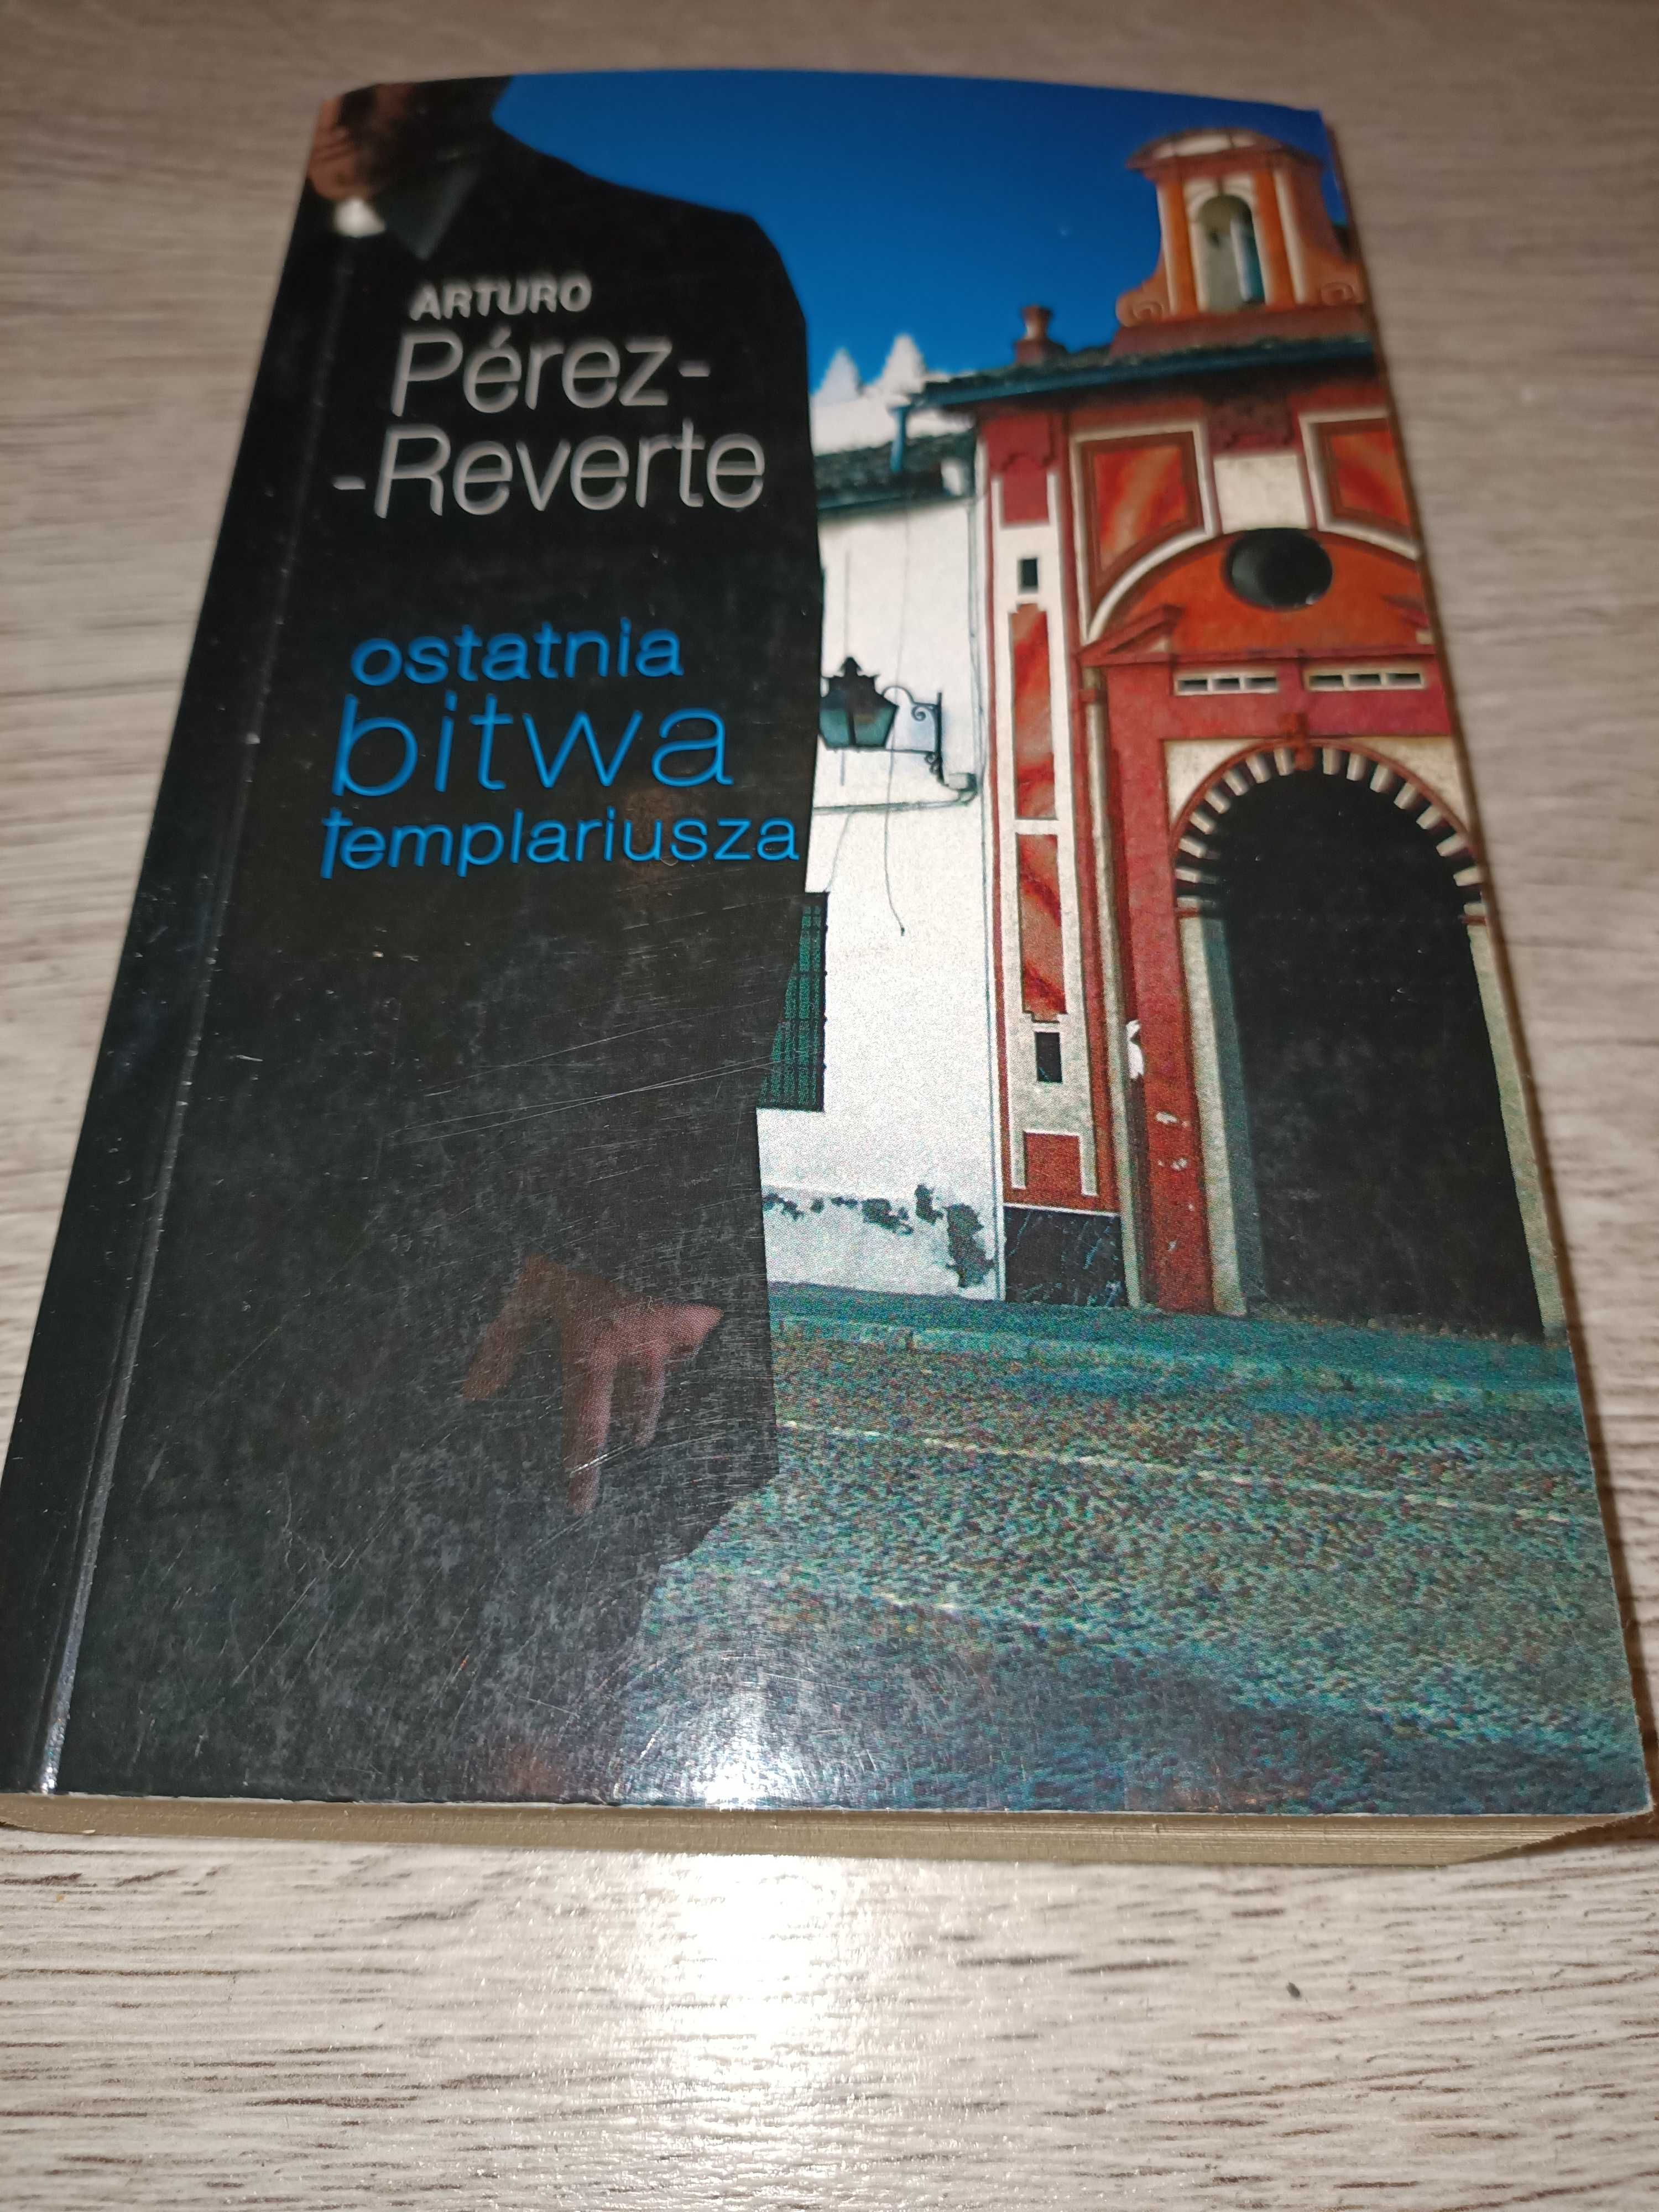 ARTURO
Pérez-
-Reverte
ostatnia
bitwa
templariusza